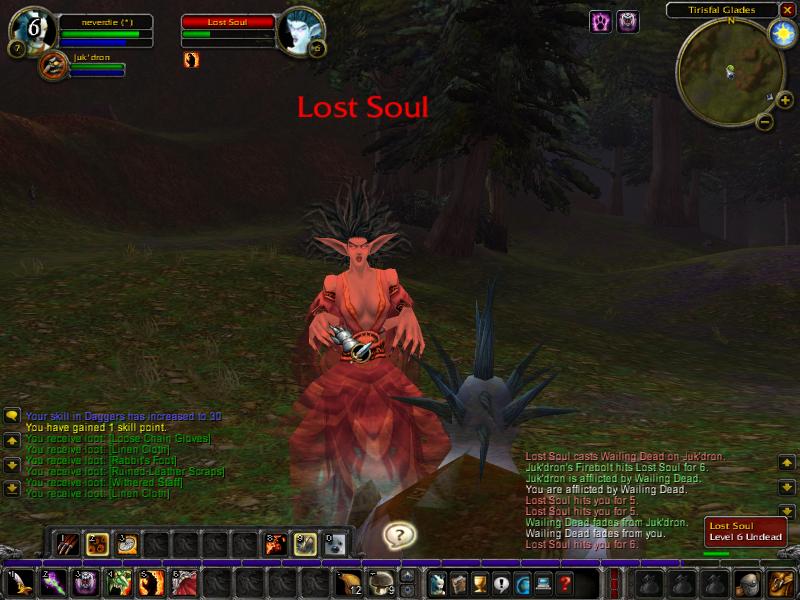 neverdie (*)
6
7
Juk'dron
Lost Soul
6
Tirisfal Glades
N
Lost Soul
Your skill in Daggers has increased to 30.
You have gained 1 skill point.
You receive loot: [Loose Chain Gloves]
You receive loot: [Linen Cloth]
You receive loot: [Rabbit's Foot]
You receive loot: [Ruined Leather Scraps]
You receive loot: [Withered Staff]
You receive loot: [Linen Cloth]
Lost Soul casts Wailing Dead on Juk'dron.
Juk'dron's Firebolt hits Lost Soul for 6.
Juk'dron is afflicted by Wailing Dead.
You are afflicted by Wailing Dead.
Lost Soul hits you for 5.
Lost Soul hits you for 5.
Wailing Dead fades from Juk'dron.
Wailing Dead fades from you.
Lost Soul hits you for 6.
Lost Soul
Level 6 Undead
?
12
9
?